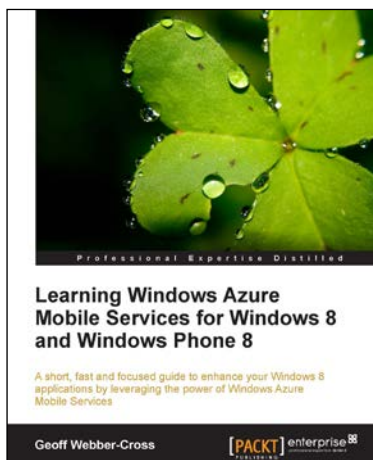 Professional Expertise Distilled
Learning Windows Azure
Mobile Services for Windows 8
and Windows Phone 8
A short, fast and focused guide to enhance your Windows 8
applications by leveraging the power of Windows Azure
Mobile Services
Geoff Webber-Cross
[PACKT] enterprise
PUBLISHING